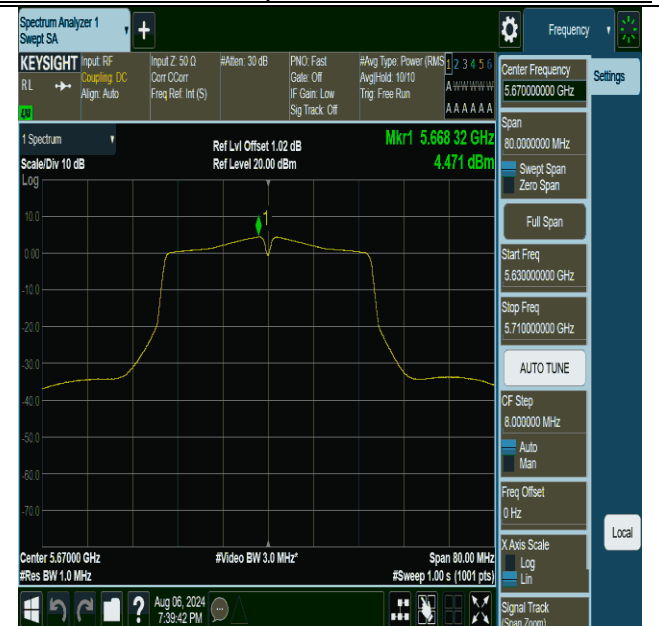 Spectrum Analyzer 1
Swept SA
+
Frequency
KEYSIGHT
RL
Input: RF
Coupling: DC
Align: Auto
Input Z: 50 Ω
Corr CCorr
Freq Ref: Int (S)
#Atten: 30 dB
PNO: Fast
Gate: Off
IF Gain: Low
Sig Track: Off
#Avg Type: Power (RMS
Avg|Hold: 10/10
Trig: Free Run
1 2 3 4 5 6
A W W W W W
A A A A A A
1 Spectrum
Scale/Div 10 dB
Log
Ref Lvl Offset 1.02 dB
Ref Level 20.00 dBm
Mkr1 5.668 32 GHz
4.471 dBm
1
10.0
0.00
-10.0
-20.0
-30.0
-40.0
-50.0
-60.0
-70.0
Center 5.67000 GHz
#Res BW 1.0 MHz
#Video BW 3.0 MHz*
Span 80.00 MHz
#Sweep 1.00 s (1001 pts)
?
Aug 06, 2024
7:39:42 PM
Center Frequency
5.670000000 GHz
Settings
Span
80.0000000 MHz
Swept Span
Zero Span
Full Span
Start Freq
5.630000000 GHz
Stop Freq
5.710000000 GHz
AUTO TUNE
CF Step
8.000000 MHz
Auto
Man
Freq Offset
0 Hz
X Axis Scale
Log
Lin
Local
Signal Track
(Span Zoom)